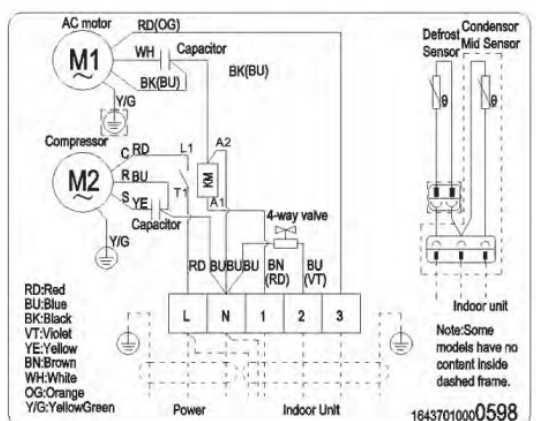 AC motor
RD(OG)
M1
~
WH
Capacitor
BK(BU)
BK(BU)
Y/G
Compressor
M2
~
C RD
R BU
S YE
L1
T1
A2
KM
A1
Capacitor
Y/G
4-way valve
RD BU BU BU
BN
(RD)
BU
(VT)
L N 1 2 3
Power
Indoor Unit
Defrost
Sensor
Condensor
Mid Sensor
θ
θ
Indoor unit
RD:Red
BU:Blue
BK:Black
VT:Violet
YE:Yellow
BN:Brown
WH:White
OG:Orange
Y/G:YellowGreen
Note:Some
models have no
content inside
dashed frame.
16437010000598